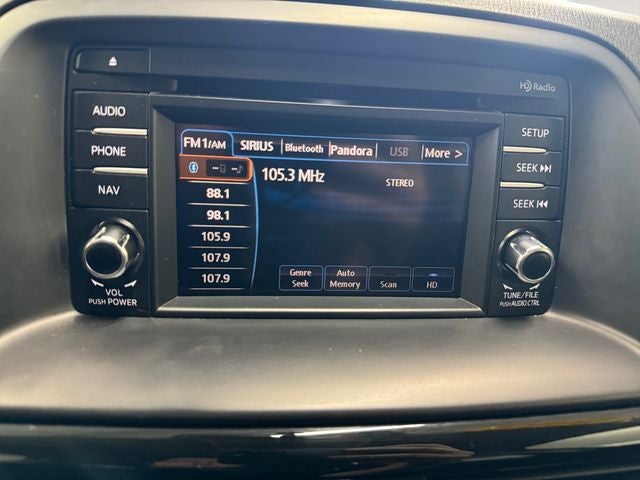 HD Radio
AUDIO
PHONE
NAV
VOL
PUSH POWER
FM1/AM SIRIUS Bluetooth Pandora USB More >
105.3 MHz
STEREO
88.1
98.1
105.9
107.9
107.9
Genre Seek
Auto Memory
Scan
HD
SETUP
SEEK
SEEK
TUNE/FILE
PUSH AUDIO CTRL